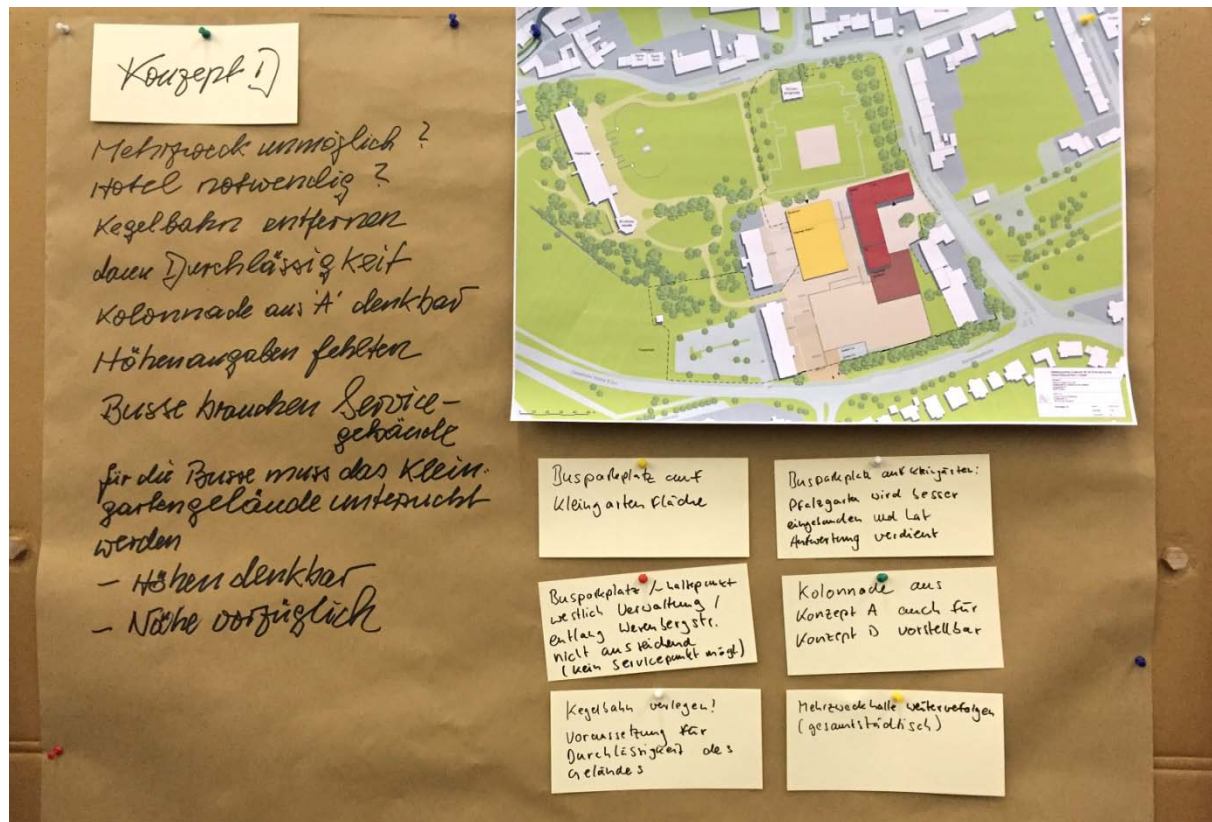 Konzept D
Mehrzweck unmöglich?
Hotel notwendig?
Kegelbahn entfernen
dann Durchlässigkeit
Kolonnade aus 'A' denkbar
Höhenangaben fehlten
Busse brauchen Service-
gebäude
für die Busse muss das Klein-
gartengelände untersucht
werden
- Höhen denkbar
- Nähe vorzüglich
Busparkplatz auf
Kleingarten Fläche
Busparkplatz auf Kleingärten:
Pfalzgarten wird besser
eingebunden und hat
Aufwertung verdient
Busparkplatz /-haltepunkt
westlich Verwaltung /
entlang Werenbergstr.
nicht ausreichend
(kein Servicepunkt mögl)
Kolonnade aus
Konzept A auch für
Konzept D vorstellbar
Kegelbahn verlegen!
Voraussetzung für
Durchlässigkeit des
Geländes
Mehrzweckhalle weiterverfolgen
(gesamtstädtisch)